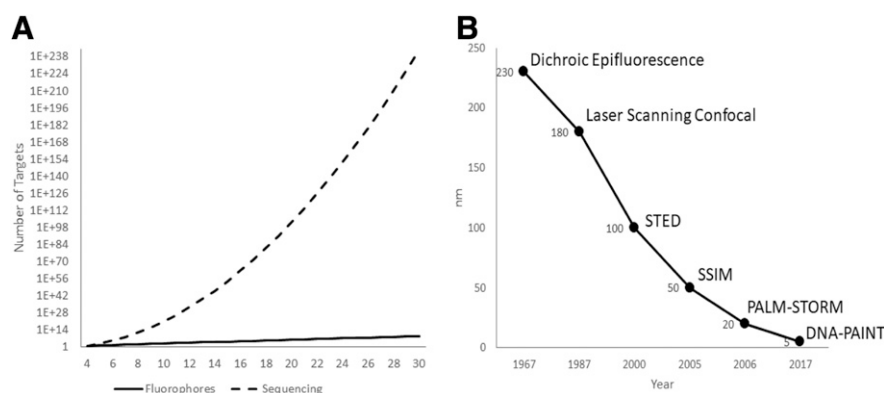 A
1E+238
1E+224
1E+210
1E+196
1E+182
1E+168
1E+154
1E+140
1E+126
1E+112
1E+98
1E+84
1E+70
1E+56
1E+42
1E+28
1E+14
1
Number of Targets
4 6 8 10 12 14 16 18 20 22 24 26 28 30
Fluorophores Sequencing
B
250
200
150
100
50
0
nm
230 Dichroic Epifluorescence
180 Laser Scanning Confocal
100 STED
50 SSIM
20 PALM-STORM
5 DNA-PAINT
1967 1987 2000 2005 2006 2017
Year